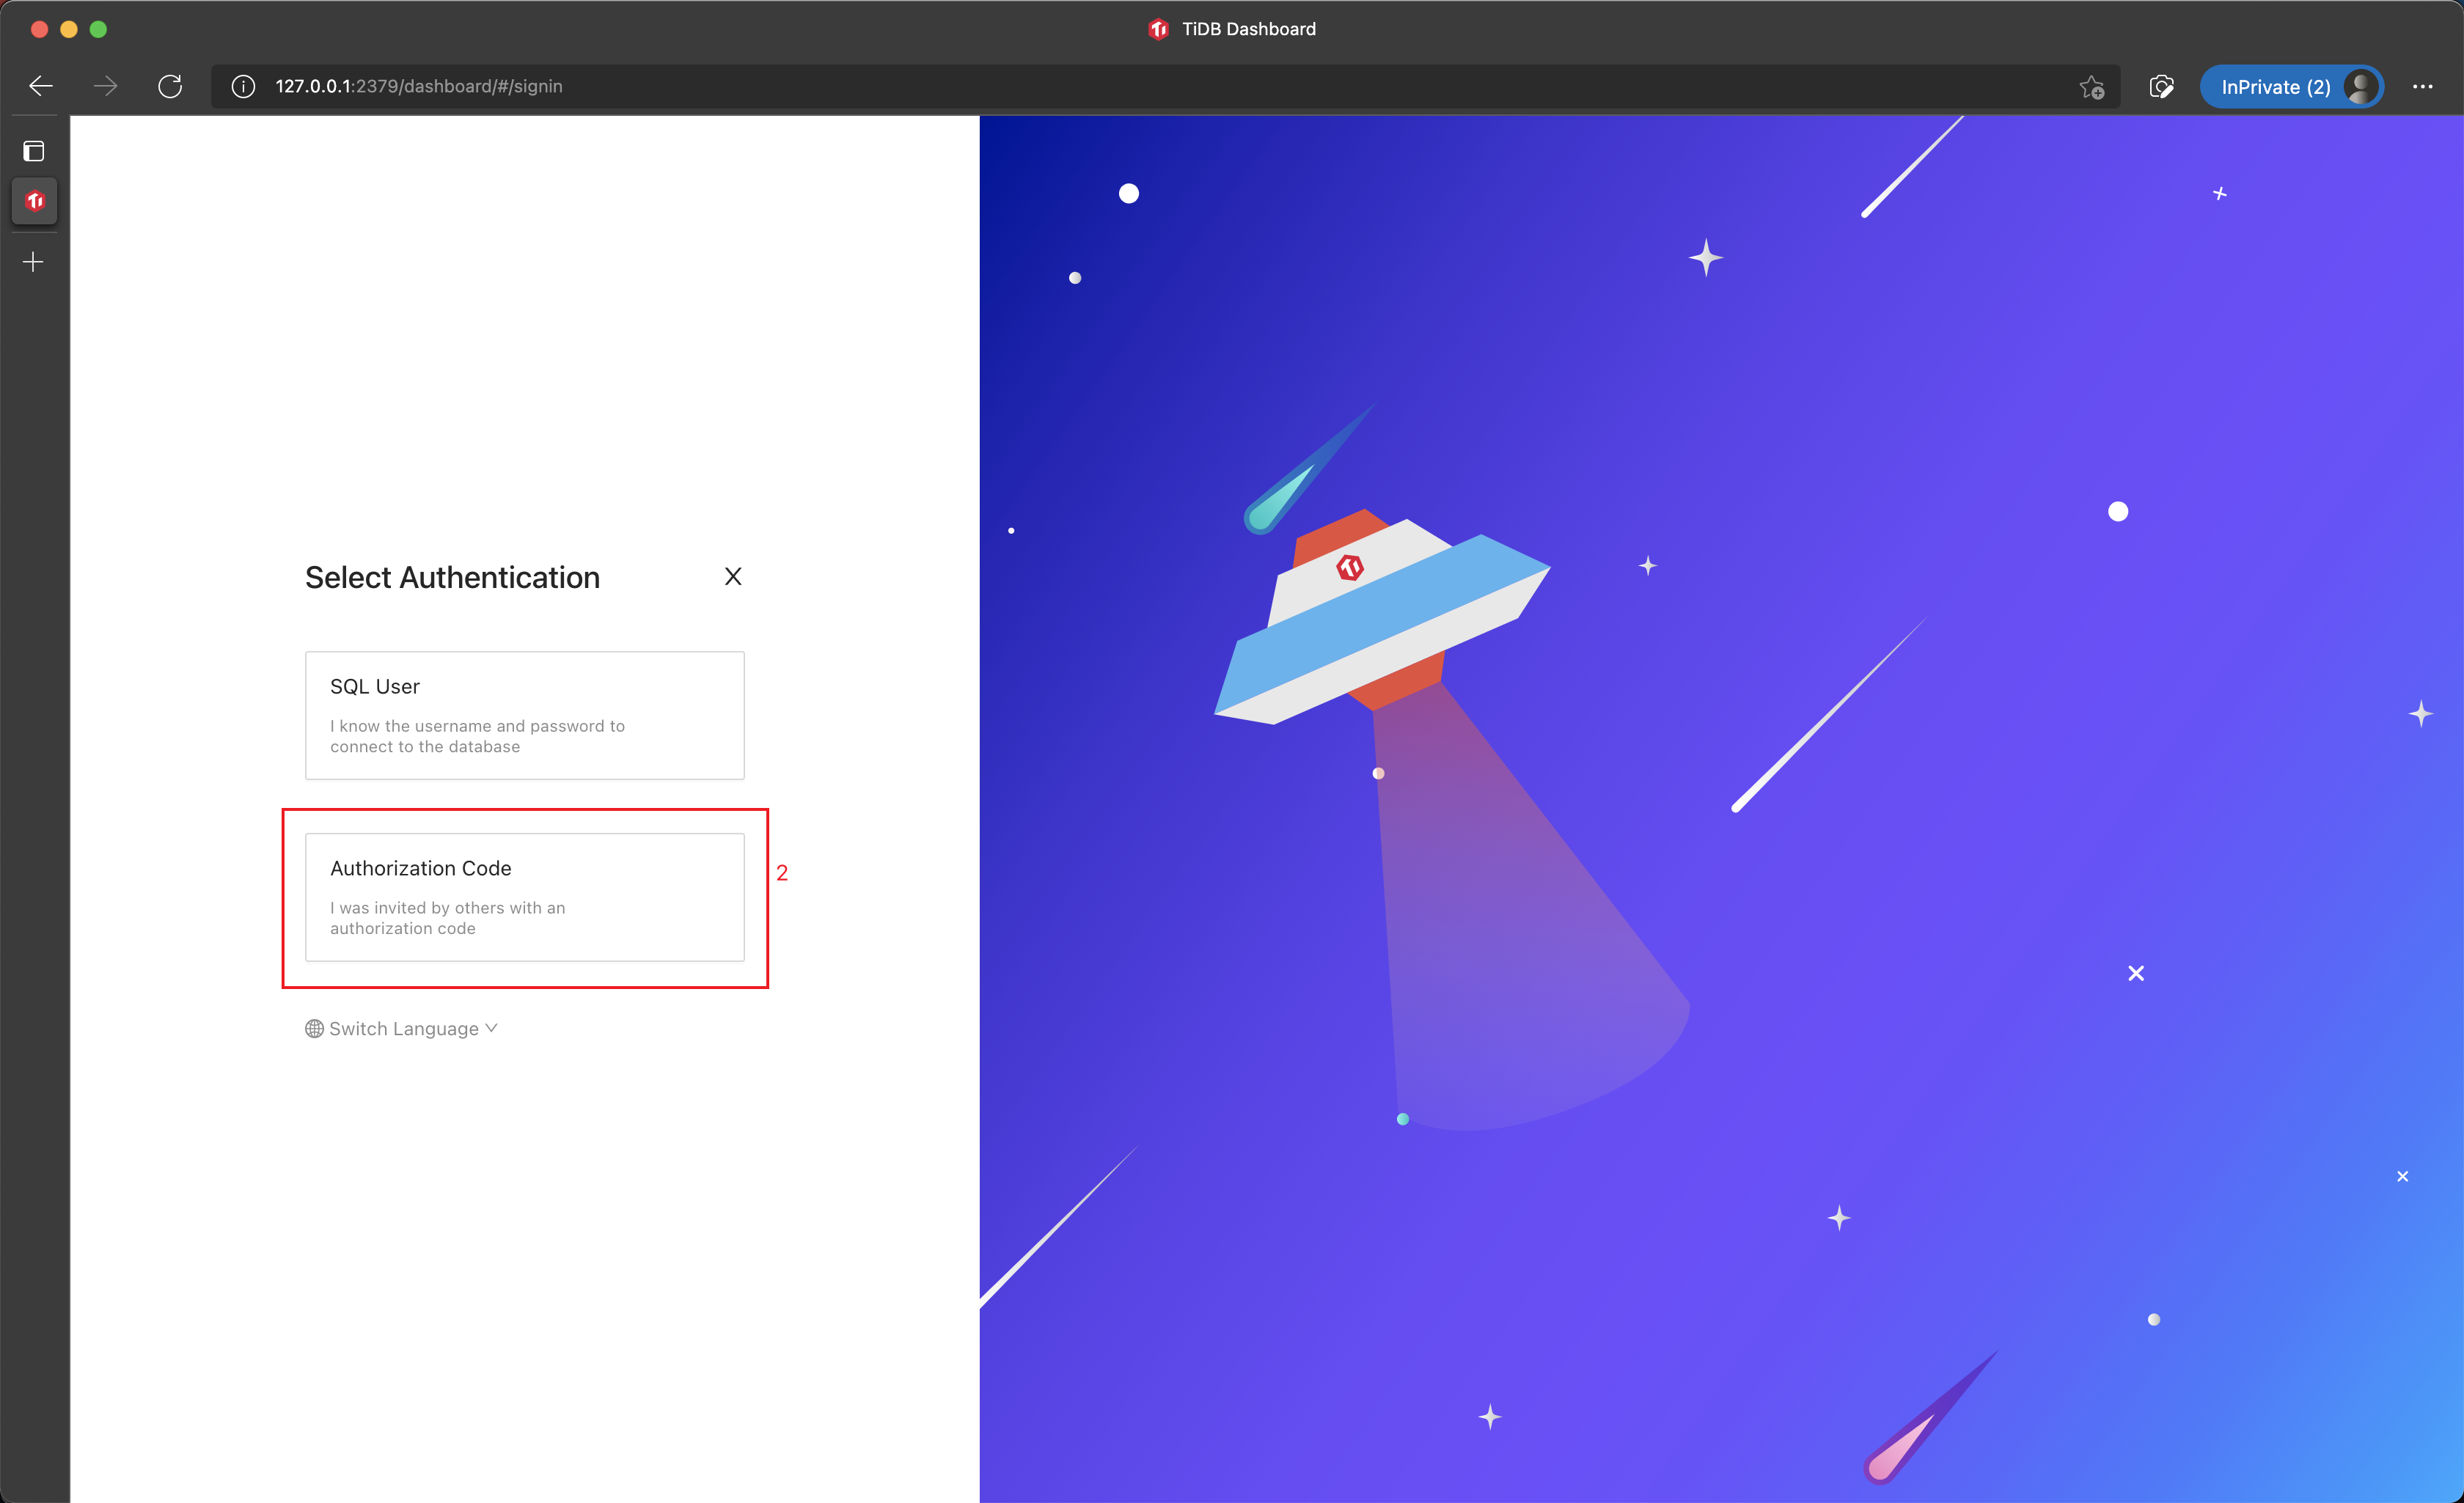 TiDB Dashboard
127.0.0.1:2379/dashboard/#/signin
InPrivate (2)
Select Authentication
SQL User
I know the username and password to
connect to the database
Authorization Code
I was invited by others with an
authorization code
2
Switch Language